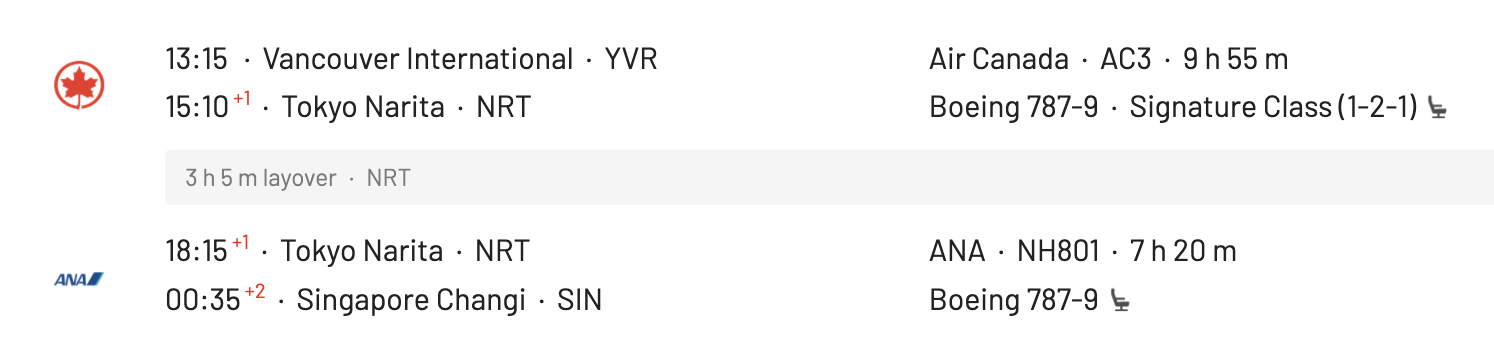 13:15 · Vancouver International · YVR
Air Canada · AC3 · 9 h 55 m
15:10 +1 · Tokyo Narita · NRT
Boeing 787-9 · Signature Class (1-2-1)
3 h 5 m layover · NRT
18:15 +1 · Tokyo Narita · NRT
ANA · NH801 · 7 h 20 m
ANA
00:35 +2 · Singapore Changi · SIN
Boeing 787-9